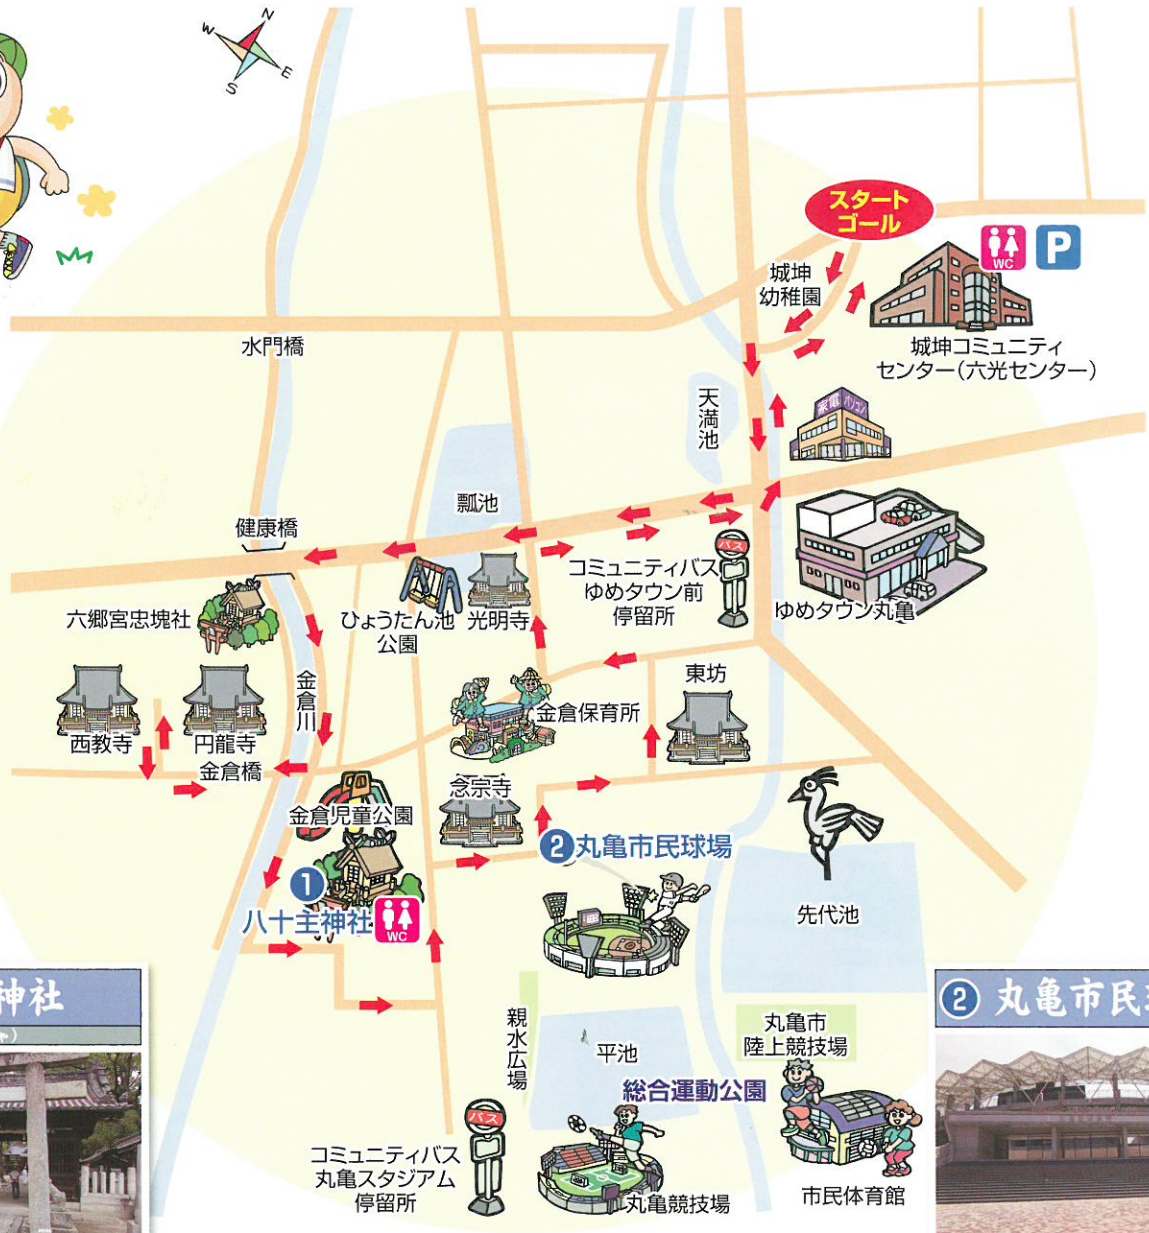 N
W
E
S
スタート
ゴール
WC
P
城坤
幼稚園
城坤コミュニティ
センター(六光センター)
水門橋
天満池
家電
パソコン
瓢池
健康橋
バス
コミュニティバス
ゆめタウン前
停留所
ゆめタウン丸亀
六郷宮忠塊社
ひょうたん池
公園
光明寺
金倉川
東坊
金倉保育所
西教寺
円龍寺
金倉橋
念宗寺
金倉児童公園
2 丸亀市民球場
1
八十主神社
WC
先代池
神社
2 丸亀市民
親水広場
平池
丸亀市
陸上競技場
総合運動公園
バス
コミュニティバス
丸亀スタジアム
停留所
丸亀競技場
市民体育館